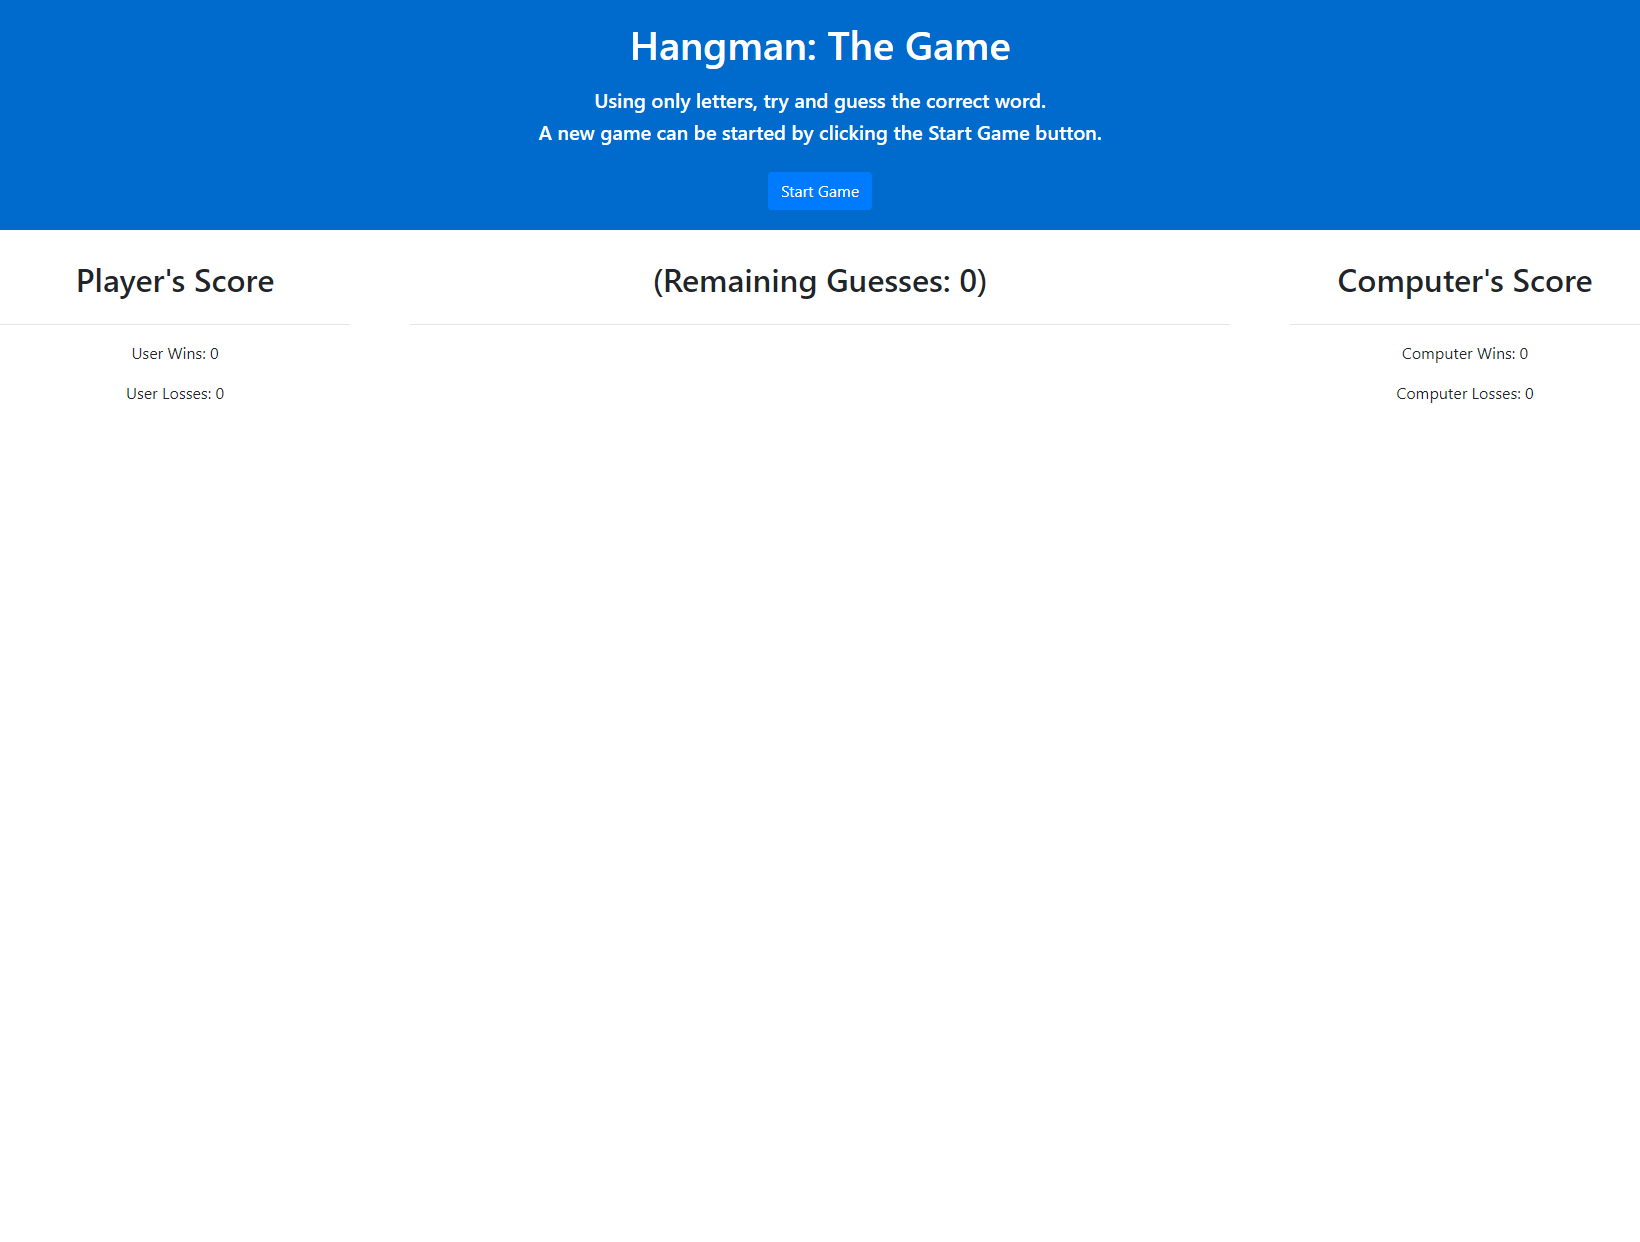 Hangman: The Game
Using only letters, try and guess the correct word.
A new game can be started by clicking the Start Game button.
Start Game
Player's Score
User Wins: 0
User Losses: 0
(Remaining Guesses: 0)
Computer's Score
Computer Wins: 0
Computer Losses: 0